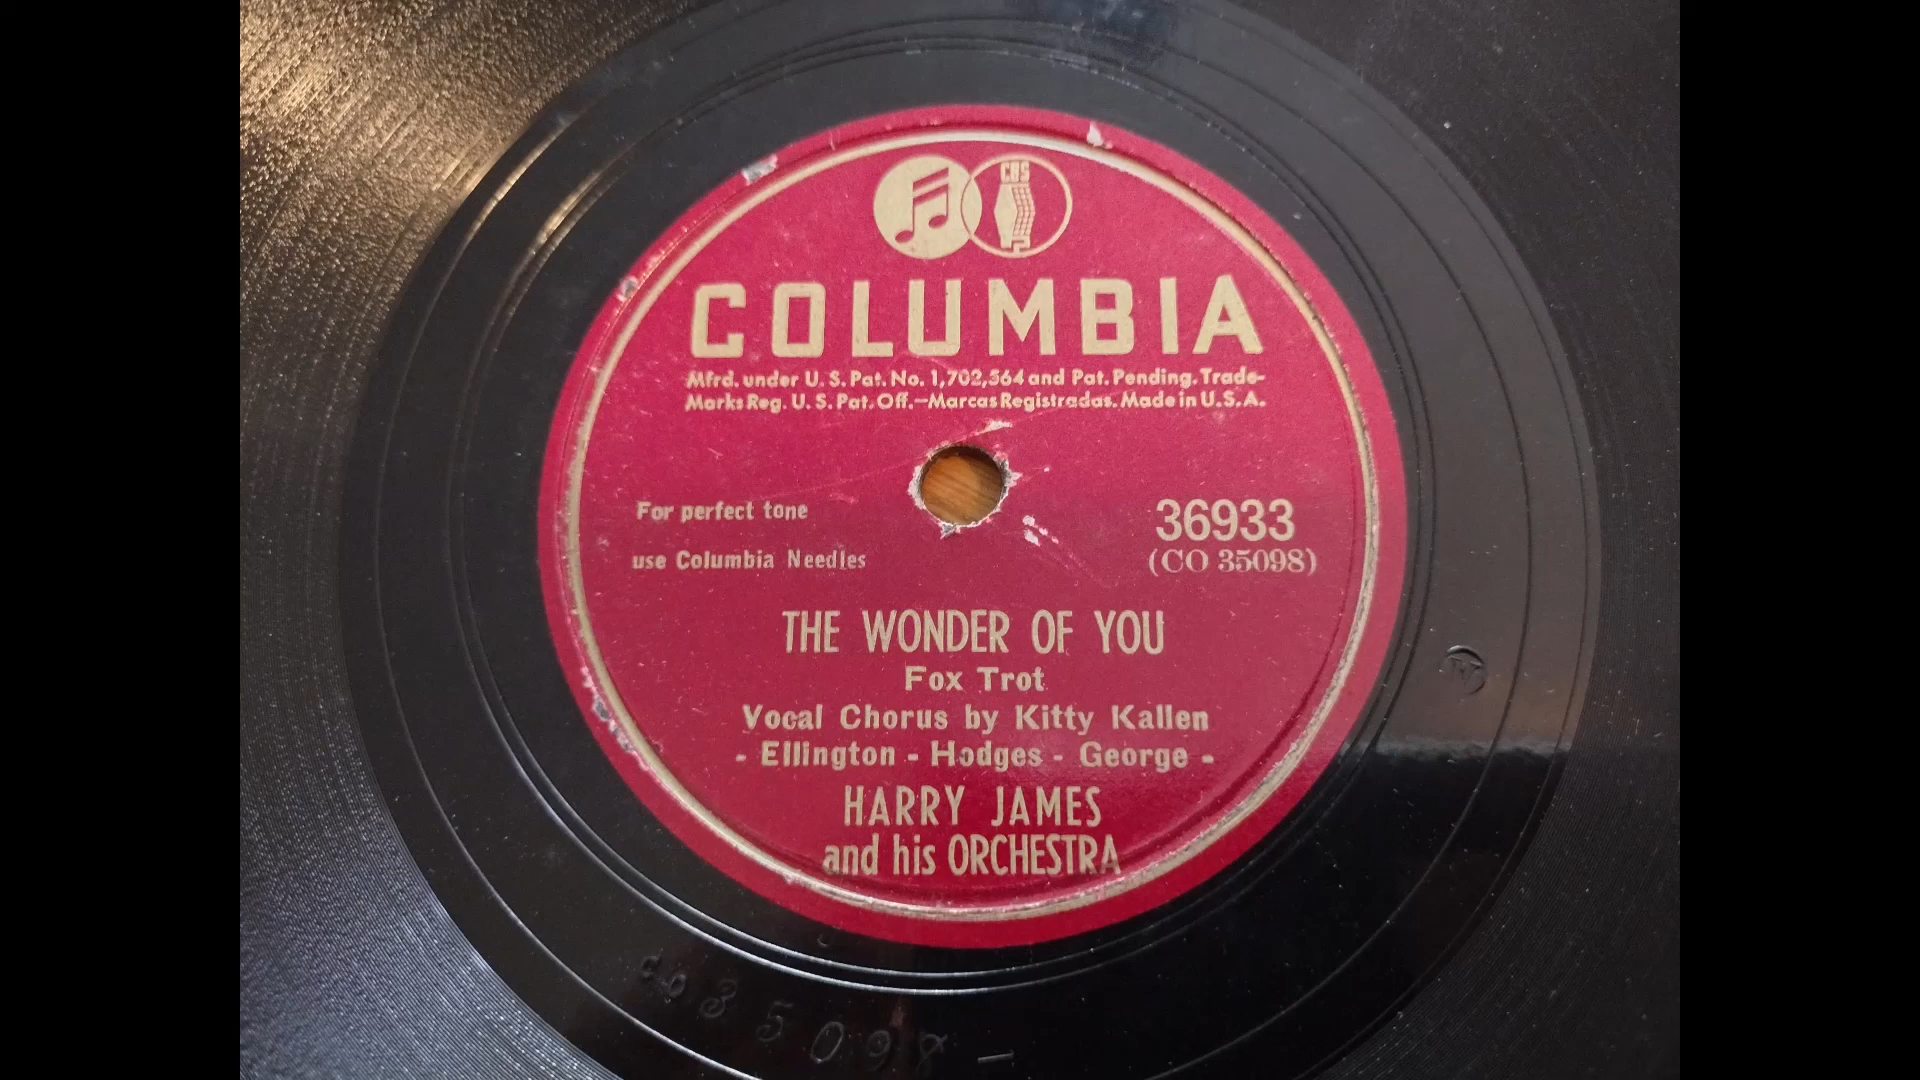 CBS
COLUMBIA
Mfrd. under U. S. Pat. No. 1,702,564 and Pat. Pending. Trade-
Marks Reg. U. S. Pat. Off.—Marcas Registradas. Made in U.S.A.
For perfect tone
use Columbia Needles
36933
(CO 35098)
THE WONDER OF YOU
Fox Trot
Vocal Chorus by Kitty Kallen
- Ellington - Hodges - George -
HARRY JAMES
and his ORCHESTRA
W
co 35098 -